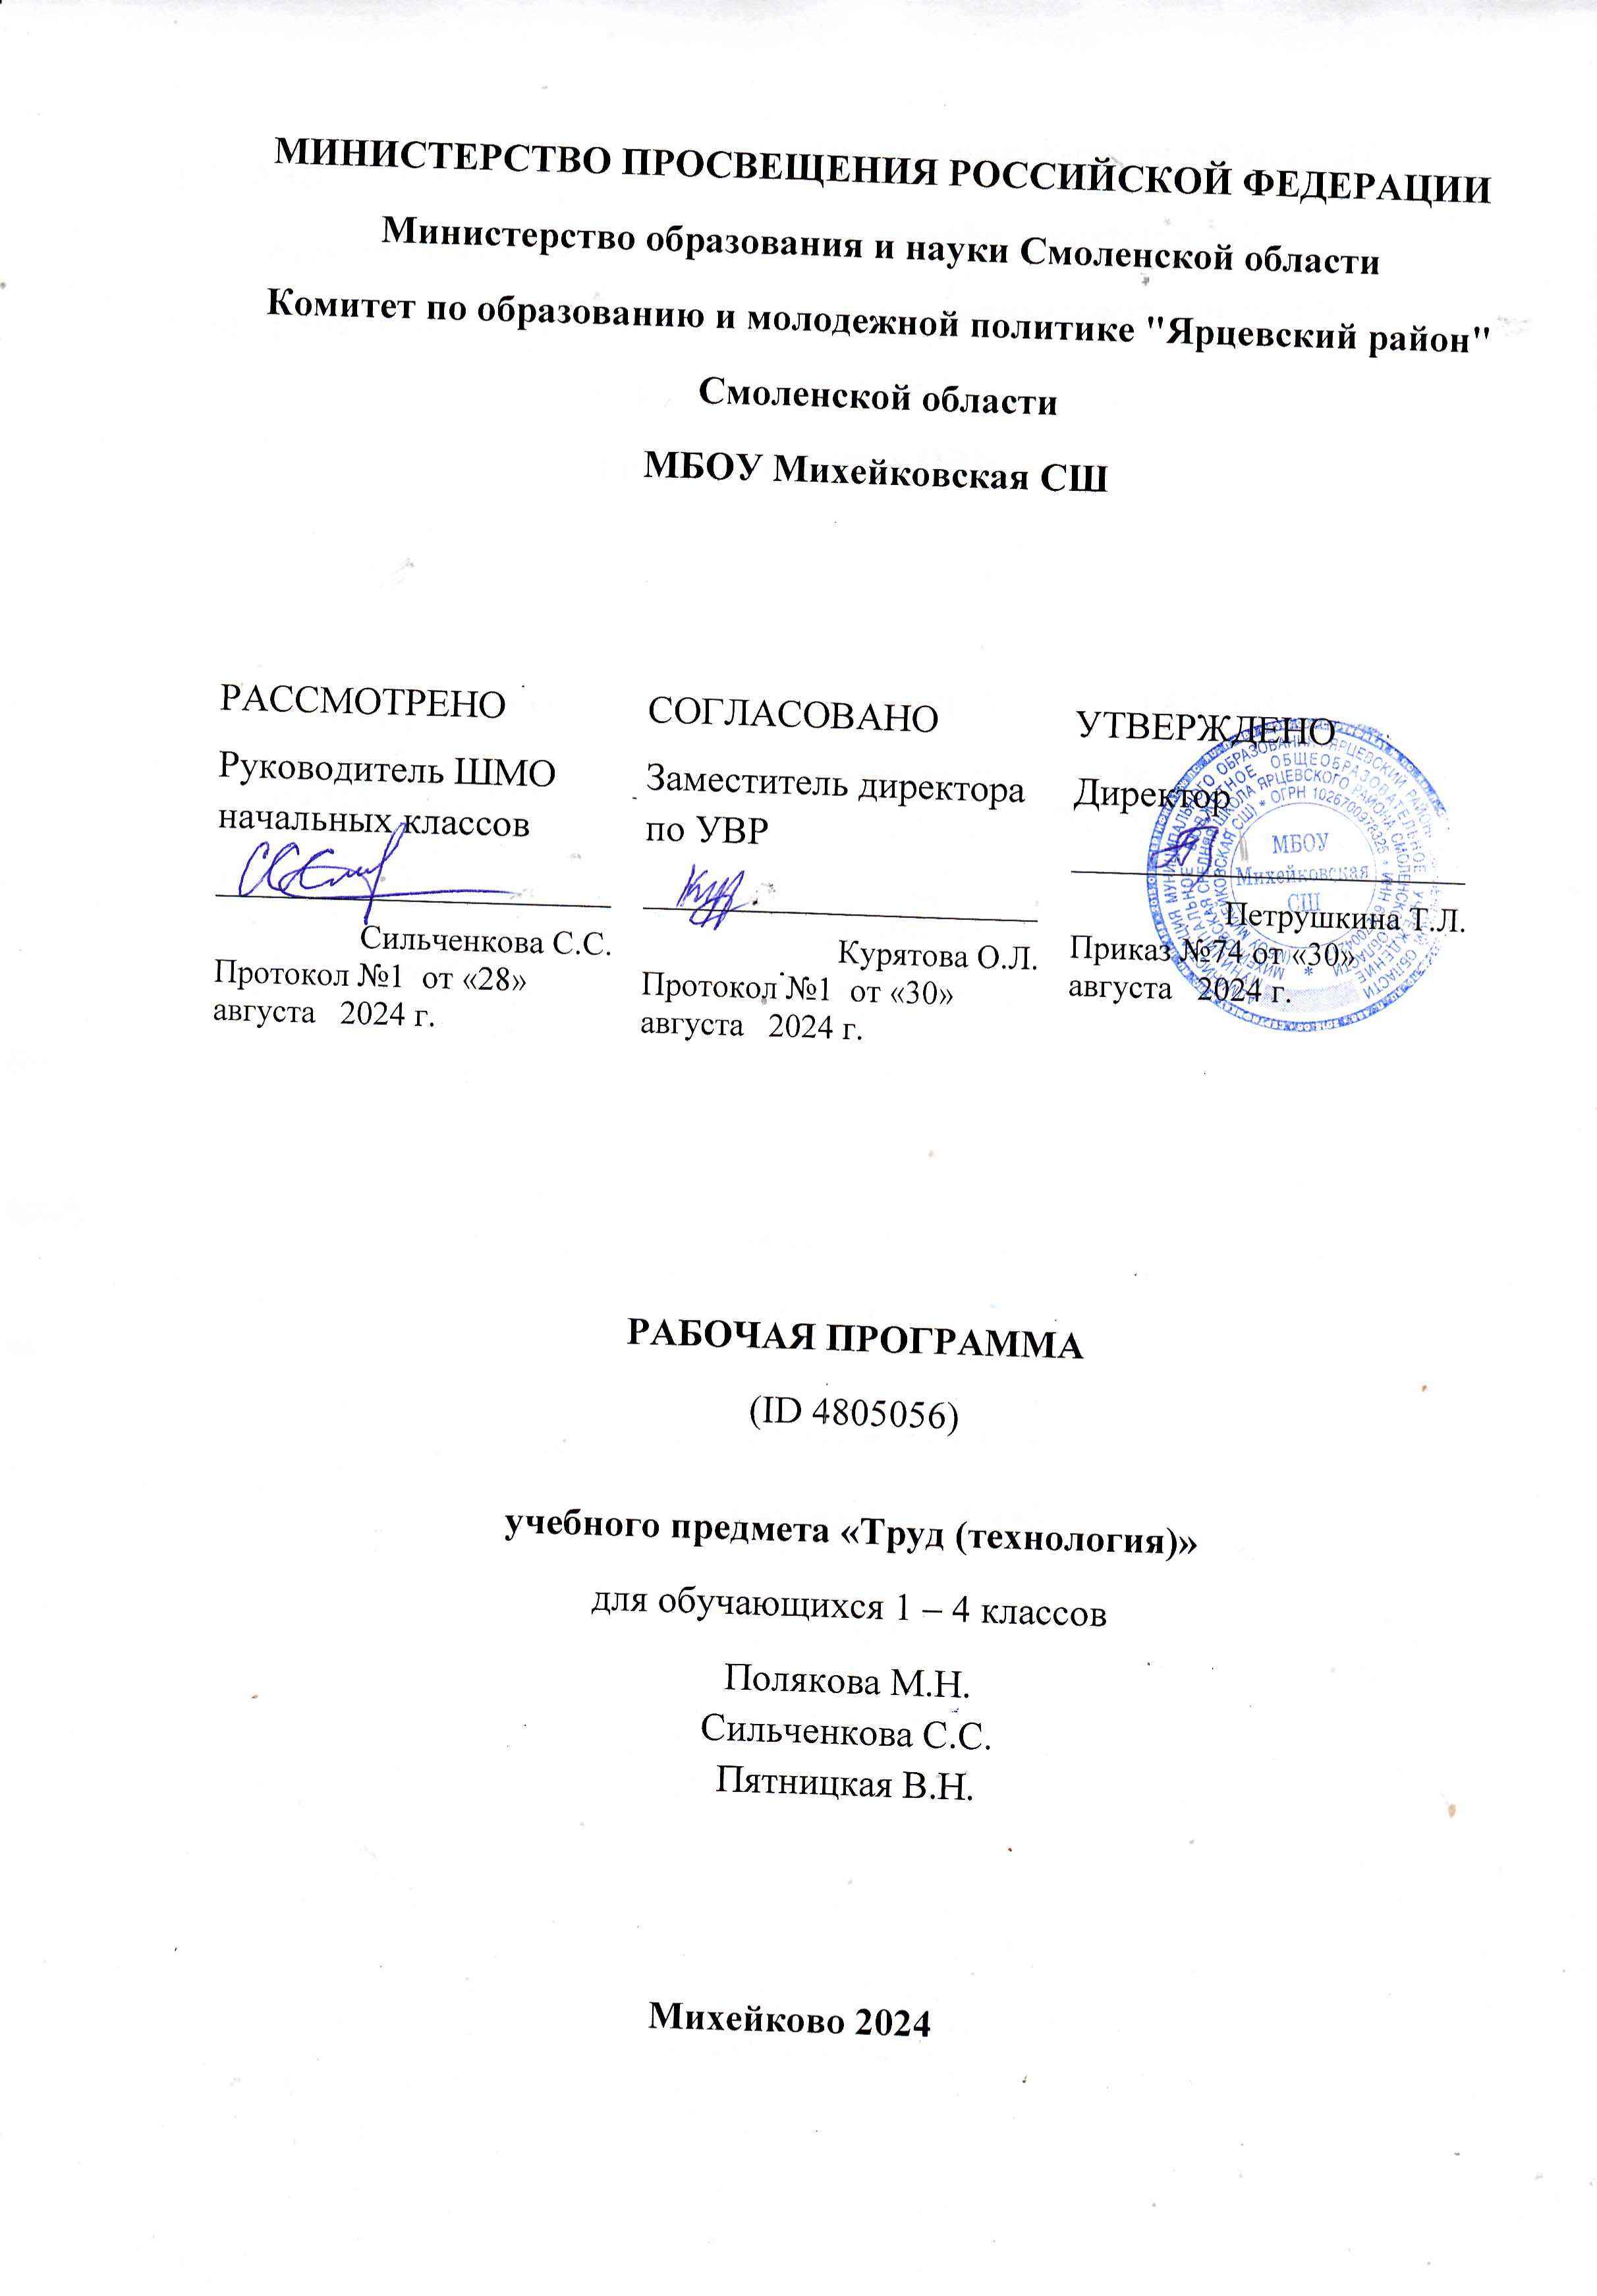 МИНИСТЕРСТВО ПРОСВЕЩЕНИЯ РОССИЙСКОЙ ФЕДЕРАЦИИ
Министерство образования и науки Смоленской области
Комитет по образованию и молодежной политике "Ярцевский район"
Смоленской области
МБОУ Михейковская СШ
РАССМОТРЕНО
Руководитель ШМО
начальных классов
Сильченкова С.С.
Протокол №1 от «28»
августа 2024 г.
СОГЛАСОВАНО
Заместитель директора
по УВР
Курятова О.Л.
Протокол №1 от «30»
августа 2024 г.
УТВЕРЖДЕНО
Директор
Петрушкина Т.Л.
Приказ №74 от «30»
августа 2024 г.
МБОУ
Михейковская
СШ
РАБОЧАЯ ПРОГРАММА
(ID 4805056)
учебного предмета «Труд (технология)»
для обучающихся 1 – 4 классов
Полякова М.Н.
Сильченкова С.С.
Пятницкая В.Н.
Михейково 2024